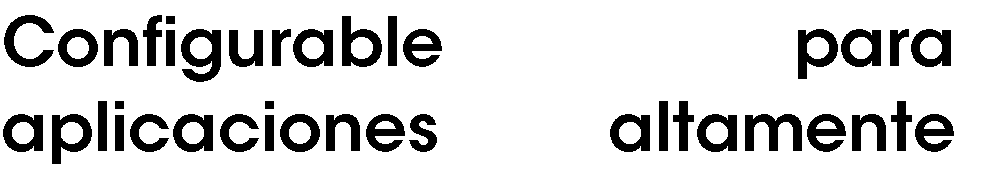 Configurable para
aplicaciones altamente